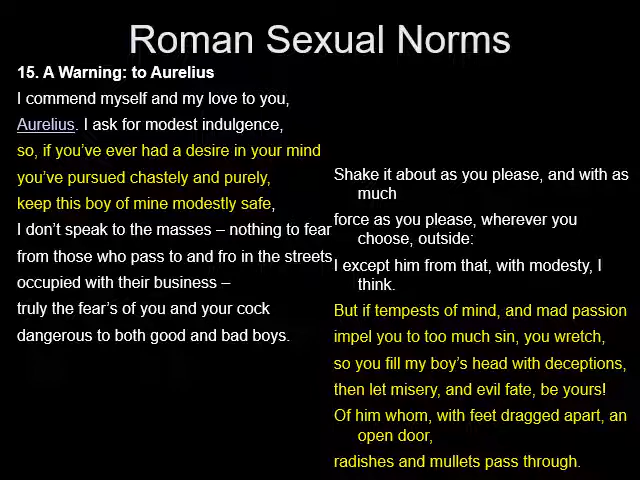 Roman Sexual Norms
15. A Warning: to Aurelius
I commend myself and my love to you,
Aurelius. I ask for modest indulgence,
so, if you’ve ever had a desire in your mind
you’ve pursued chastely and purely,
keep this boy of mine modestly safe,
I don’t speak to the masses – nothing to fear
from those who pass to and fro in the streets
occupied with their business –
truly the fear’s of you and your cock
dangerous to both good and bad boys.
Shake it about as you please, and with as
much
force as you please, wherever you
choose, outside:
I except him from that, with modesty, I
think.
But if tempests of mind, and mad passion
impel you to too much sin, you wretch,
so you fill my boy’s head with deceptions,
then let misery, and evil fate, be yours!
Of him whom, with feet dragged apart, an
open door,
radishes and mullets pass through.